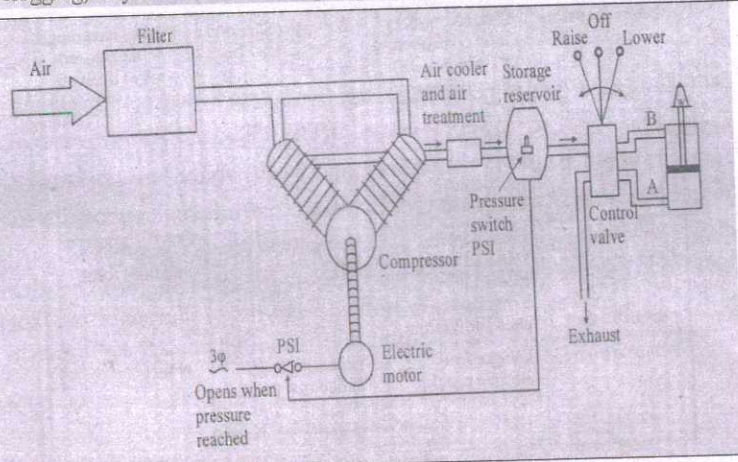 Filter
Air
Off
Raise
Lower
Air cooler
and air
treatment
Storage
reservoir
B
A
Pressure
switch
PSI
Control
valve
Compressor
Exhaust
3φ
PSI
Electric
motor
Opens when
pressure
reached